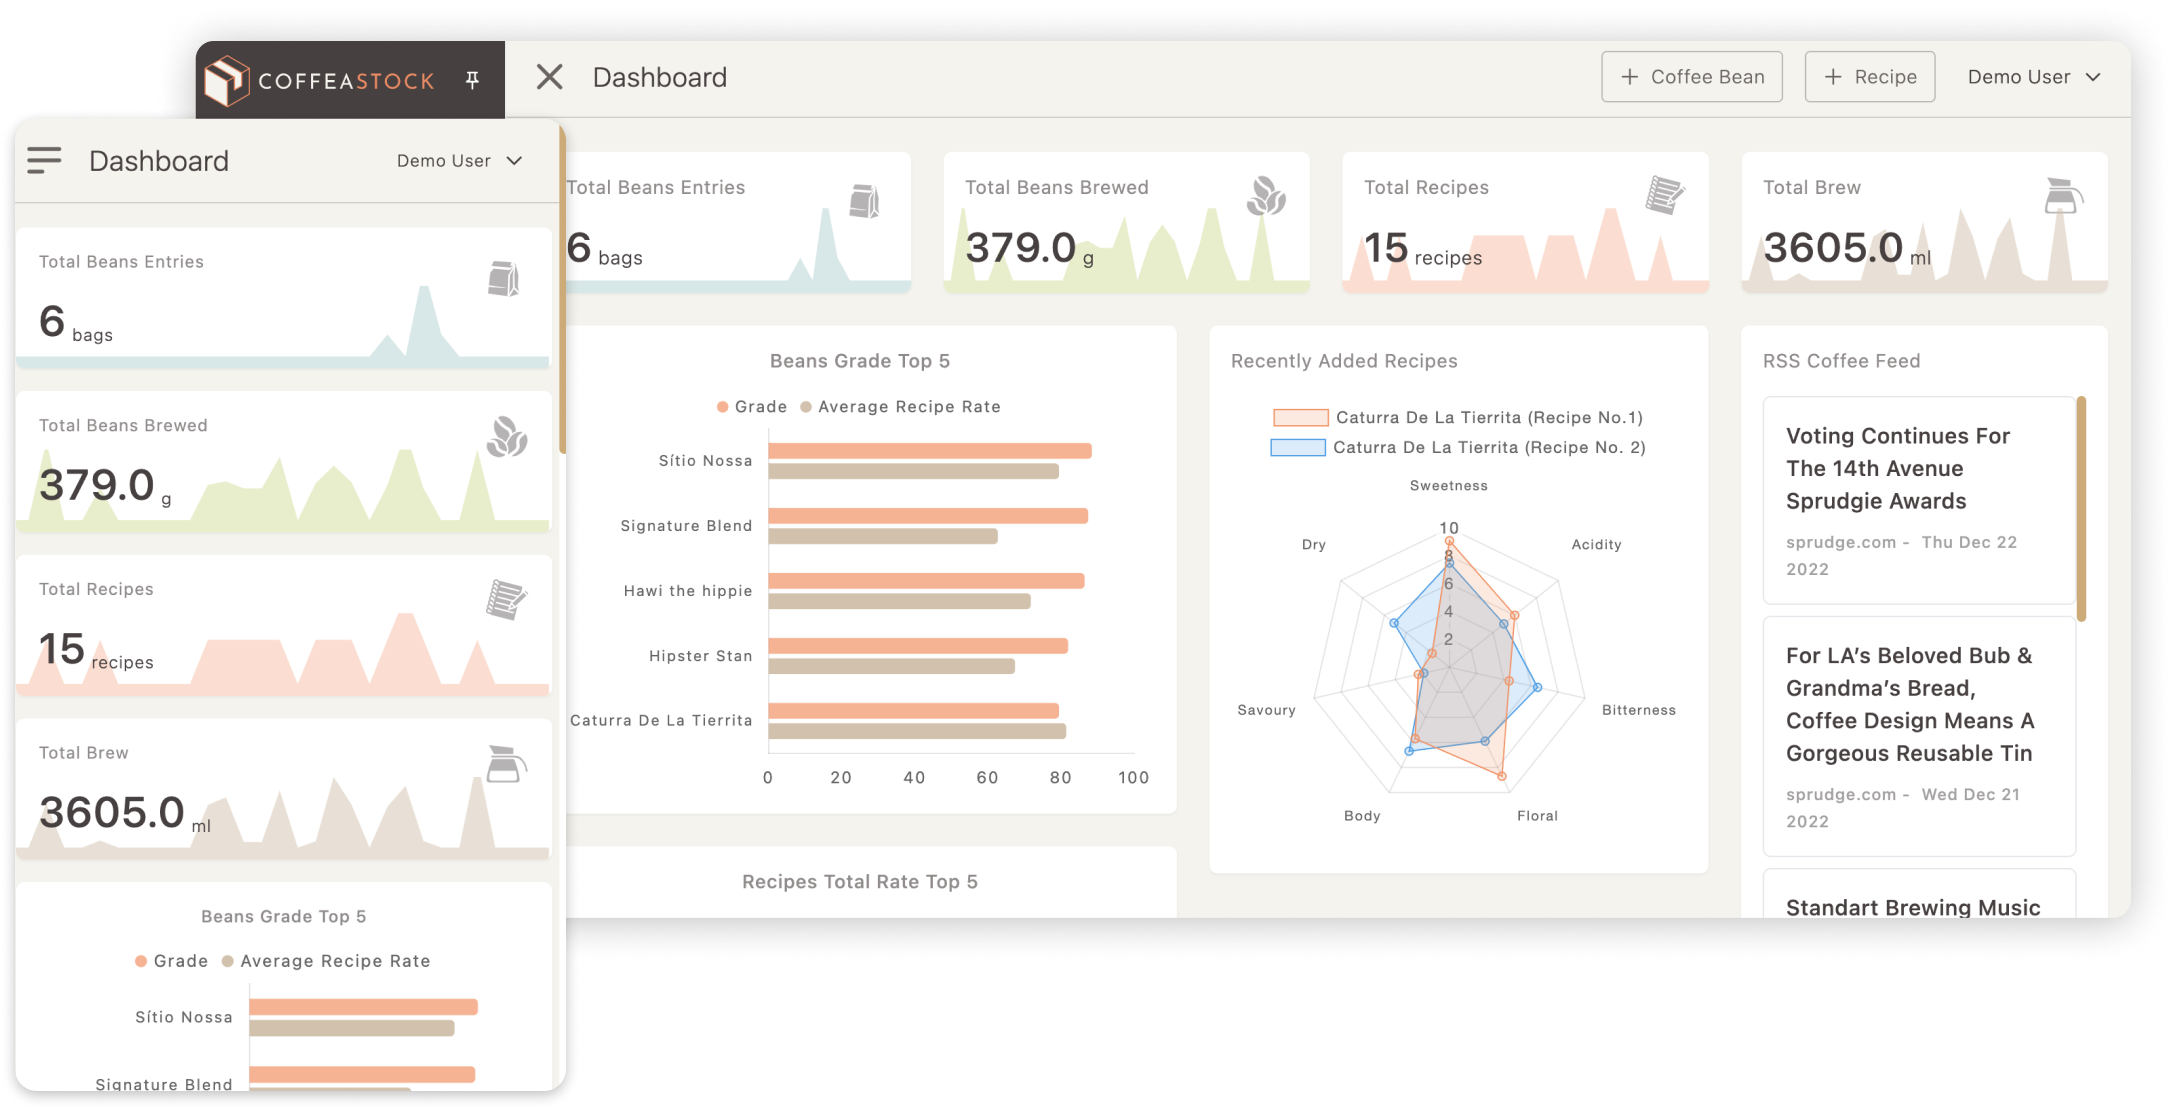 COFFEASTOCK
Dashboard
+ Coffee Bean
+ Recipe
Demo User
Total Beans Entries
6 bags
Total Beans Brewed
379.0 g
Total Recipes
15 recipes
Total Brew
3605.0 ml
Beans Grade Top 5
Grade Average Recipe Rate
Sítio Nossa
Signature Blend
Hawi the hippie
Hipster Stan
Caturra De La Tierrita
0 20 40 60 80 100
Recipes Total Rate Top 5
Recently Added Recipes
Caturra De La Tierrita (Recipe No.1)
Caturra De La Tierrita (Recipe No. 2)
Sweetness
Acidity
Bitterness
Floral
Body
Savoury
Dry
10
8
6
4
2
RSS Coffee Feed
Voting Continues For
The 14th Avenue
Sprudgie Awards
sprudge.com - Thu Dec 22
2022
For LA's Beloved Bub &
Grandma's Bread,
Coffee Design Means A
Gorgeous Reusable Tin
sprudge.com - Wed Dec 21
2022
Standart Brewing Music
Dashboard
Demo User
Total Beans Entries
6 bags
Total Beans Brewed
379.0 g
Total Recipes
15 recipes
Total Brew
3605.0 ml
Beans Grade Top 5
Grade Average Recipe Rate
Sítio Nossa
Signature Blend